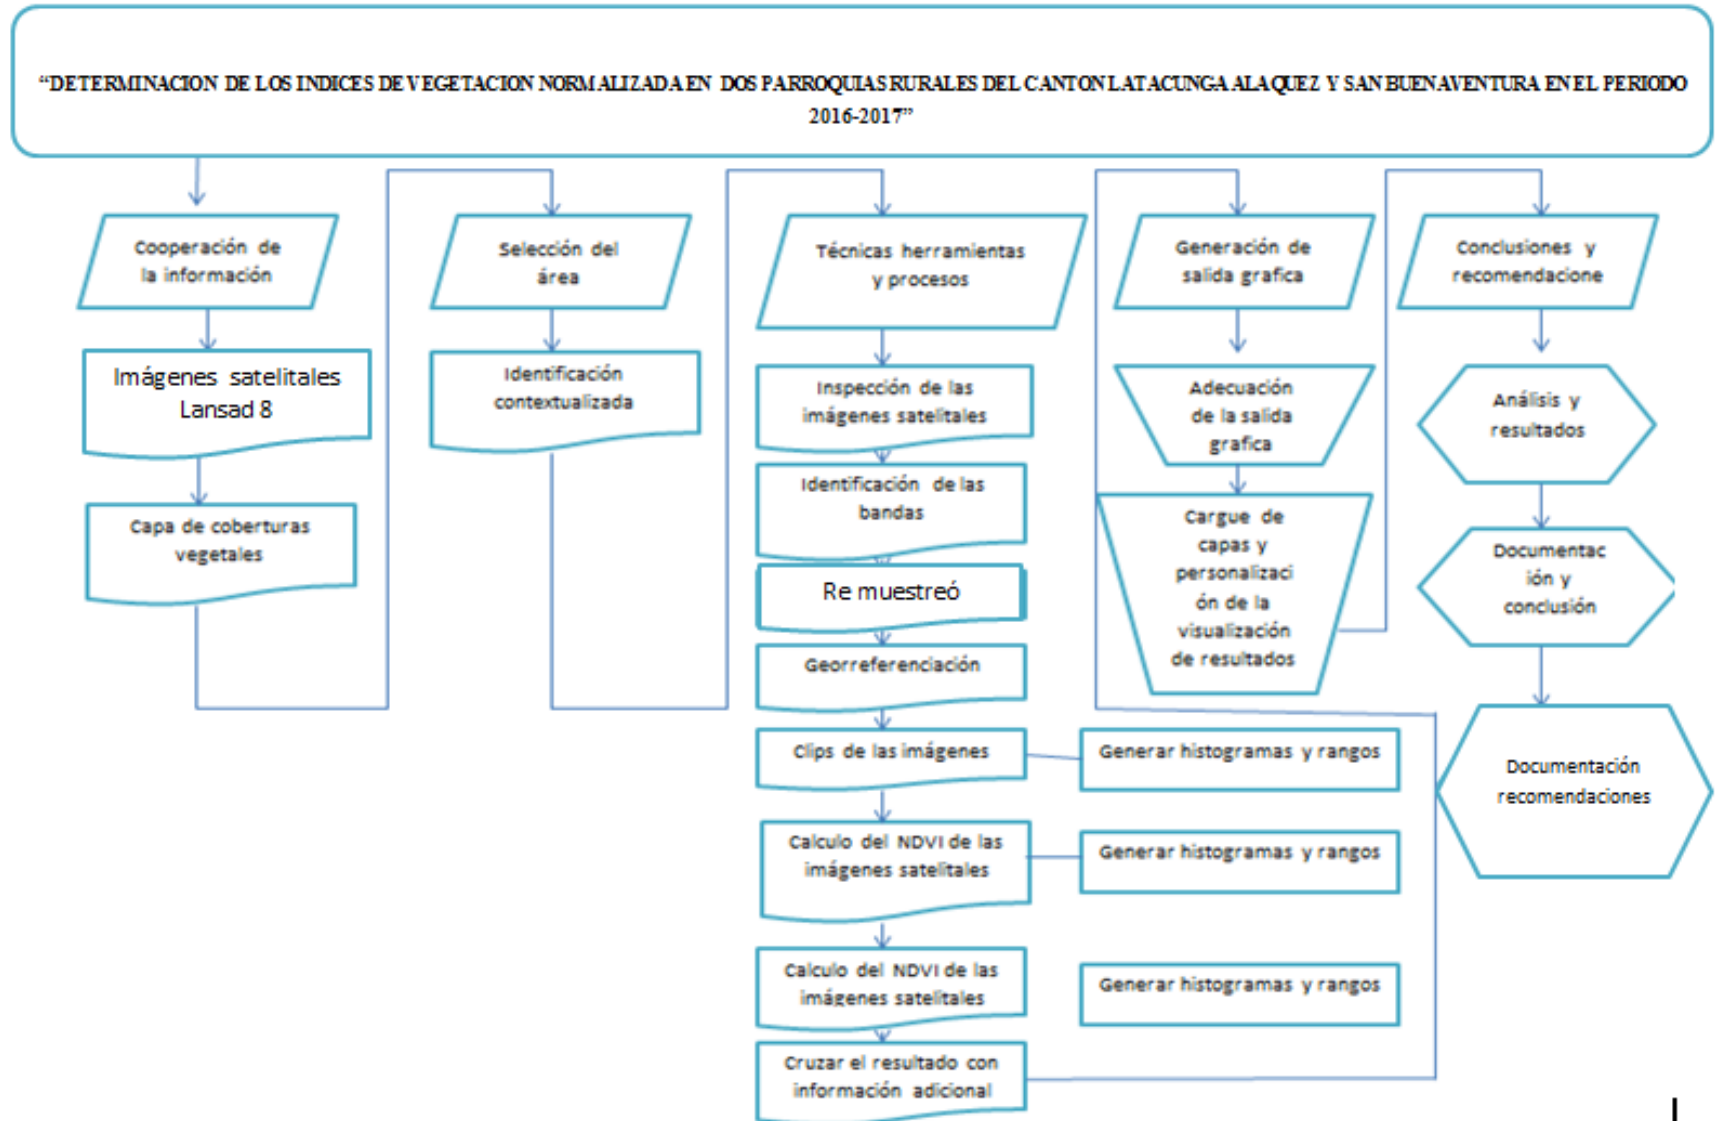 “DETERMINACION DE LOS INDICES DE VEGETACION NORMALIZADA EN DOS PARROQUIAS RURALES DEL CANTON LATACUNGA ALAQUEZ Y SAN BUENAVENTURA EN EL PERIODO
2016-2017”
Cooperación de
la información
Imágenes satelitales
Lansad 8
Capa de coberturas
vegetales
Selección del
área
Identificación
contextualizada
Técnicas herramientas
y procesos
Inspección de las
imágenes satelitales
Identificación de las
bandas
Re muestreó
Georreferenciación
Clips de las imágenes
Generar histogramas y rangos
Calculo del NDVI de las
imágenes satelitales
Generar histogramas y rangos
Calculo del NDVI de las
imágenes satelitales
Generar histogramas y rangos
Cruzar el resultado con
información adicional
Generación de
salida grafica
Adecuación
de la salida
grafica
Cargue de
capas y
personalizaci
ón de la
visualización
de resultados
Conclusiones y
recomendacione
Análisis y
resultados
Documentac
ión y
conclusión
Documentación
recomendaciones